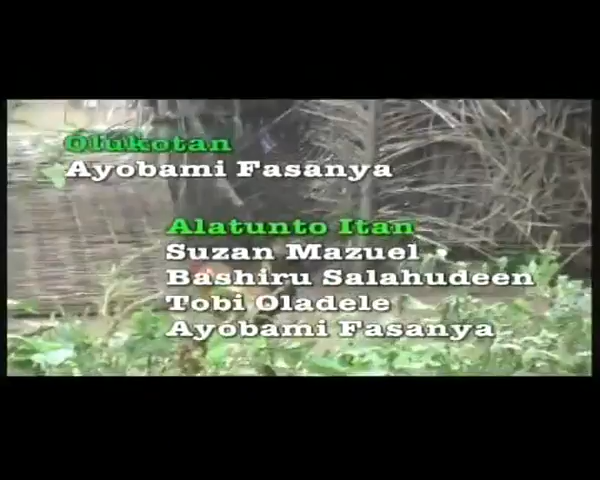 Olukotan
Ayobami Fasanya
Alatunto Itan
Suzan Mazuel
Bashiru Salahudeen
Tobi Oladele
Ayobami Fasanya